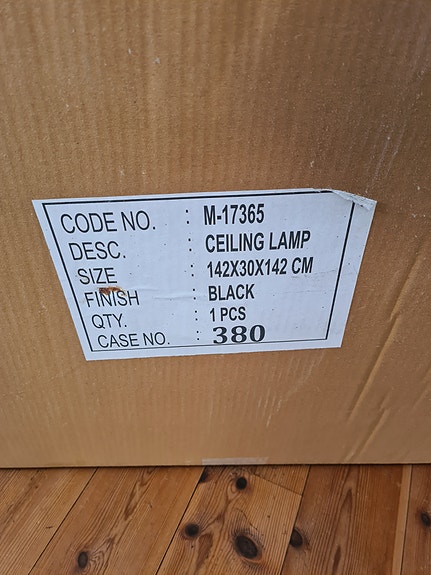 CODE NO. : M-17365
DESC. : CEILING LAMP
SIZE : 142X30X142 CM
FINISH : BLACK
QTY. : 1 PCS
CASE NO. : 380